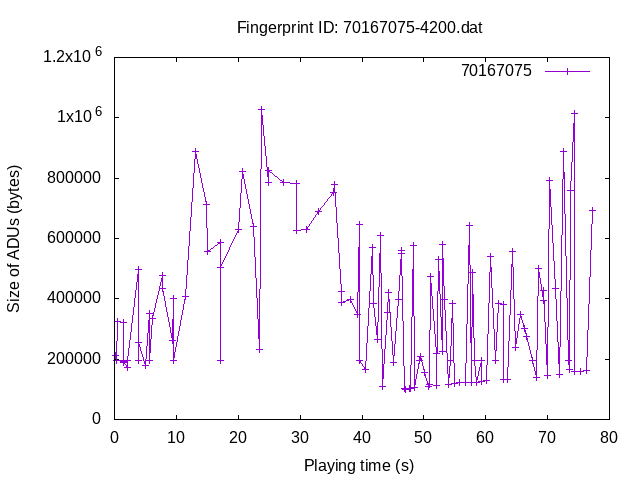 Fingerprint ID: 70167075-4200.dat
1.2x10^6
70167075
1x10^6
800000
600000
400000
200000
0
Size of ADUs (bytes)
0 10 20 30 40 50 60 70 80
Playing time (s)